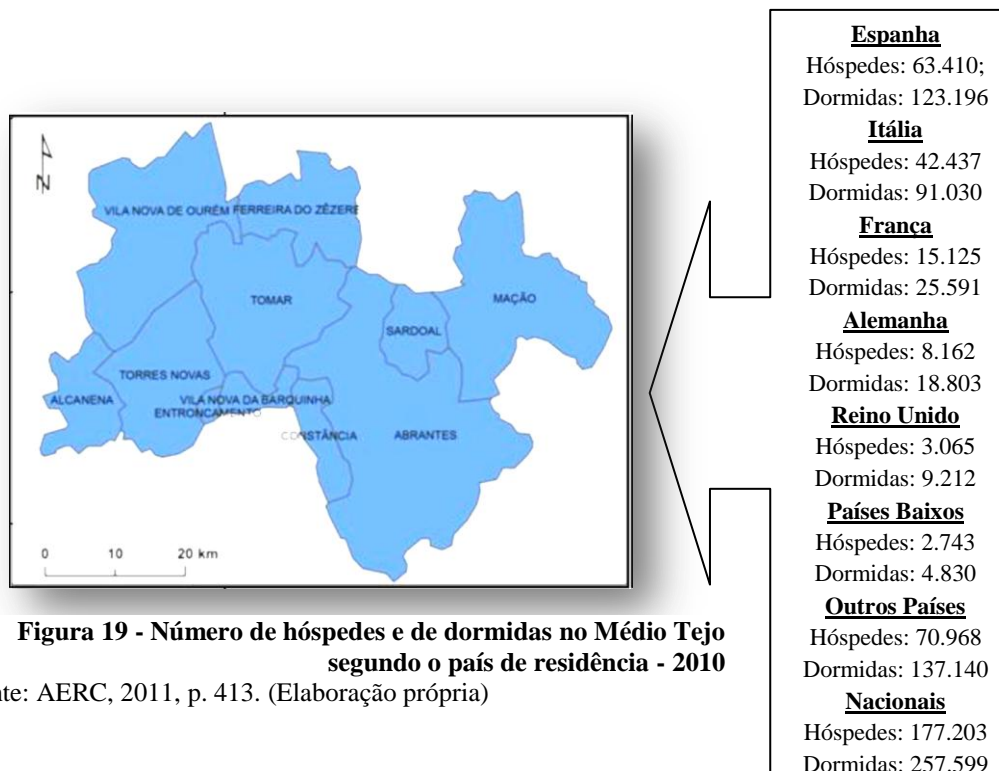 Espanha
Hóspedes: 63.410;
Dormidas: 123.196
Itália
Hóspedes: 42.437
Dormidas: 91.030
França
Hóspedes: 15.125
Dormidas: 25.591
Alemanha
Hóspedes: 8.162
Dormidas: 18.803
Reino Unido
Hóspedes: 3.065
Dormidas: 9.212
Países Baixos
Hóspedes: 2.743
Dormidas: 4.830
Outros Países
Hóspedes: 70.968
Dormidas: 137.140
Nacionais
Hóspedes: 177.203
Dormidas: 257.599
N
VILA NOVA DE OURÉM
FERREIRA DO ZÊZERE
TOMAR
MAÇÃO
SARDOAL
TORRES NOVAS
ALCANENA
VILA NOVA DA BARQUINHA
ENTRONCAMENTO
CONSTÂNCIA
ABRANTES
0 10 20 km
Figura 19 - Número de hóspedes e de dormidas no Médio Tejo
segundo o país de residência - 2010
nte: AERC, 2011, p. 413. (Elaboração própria)